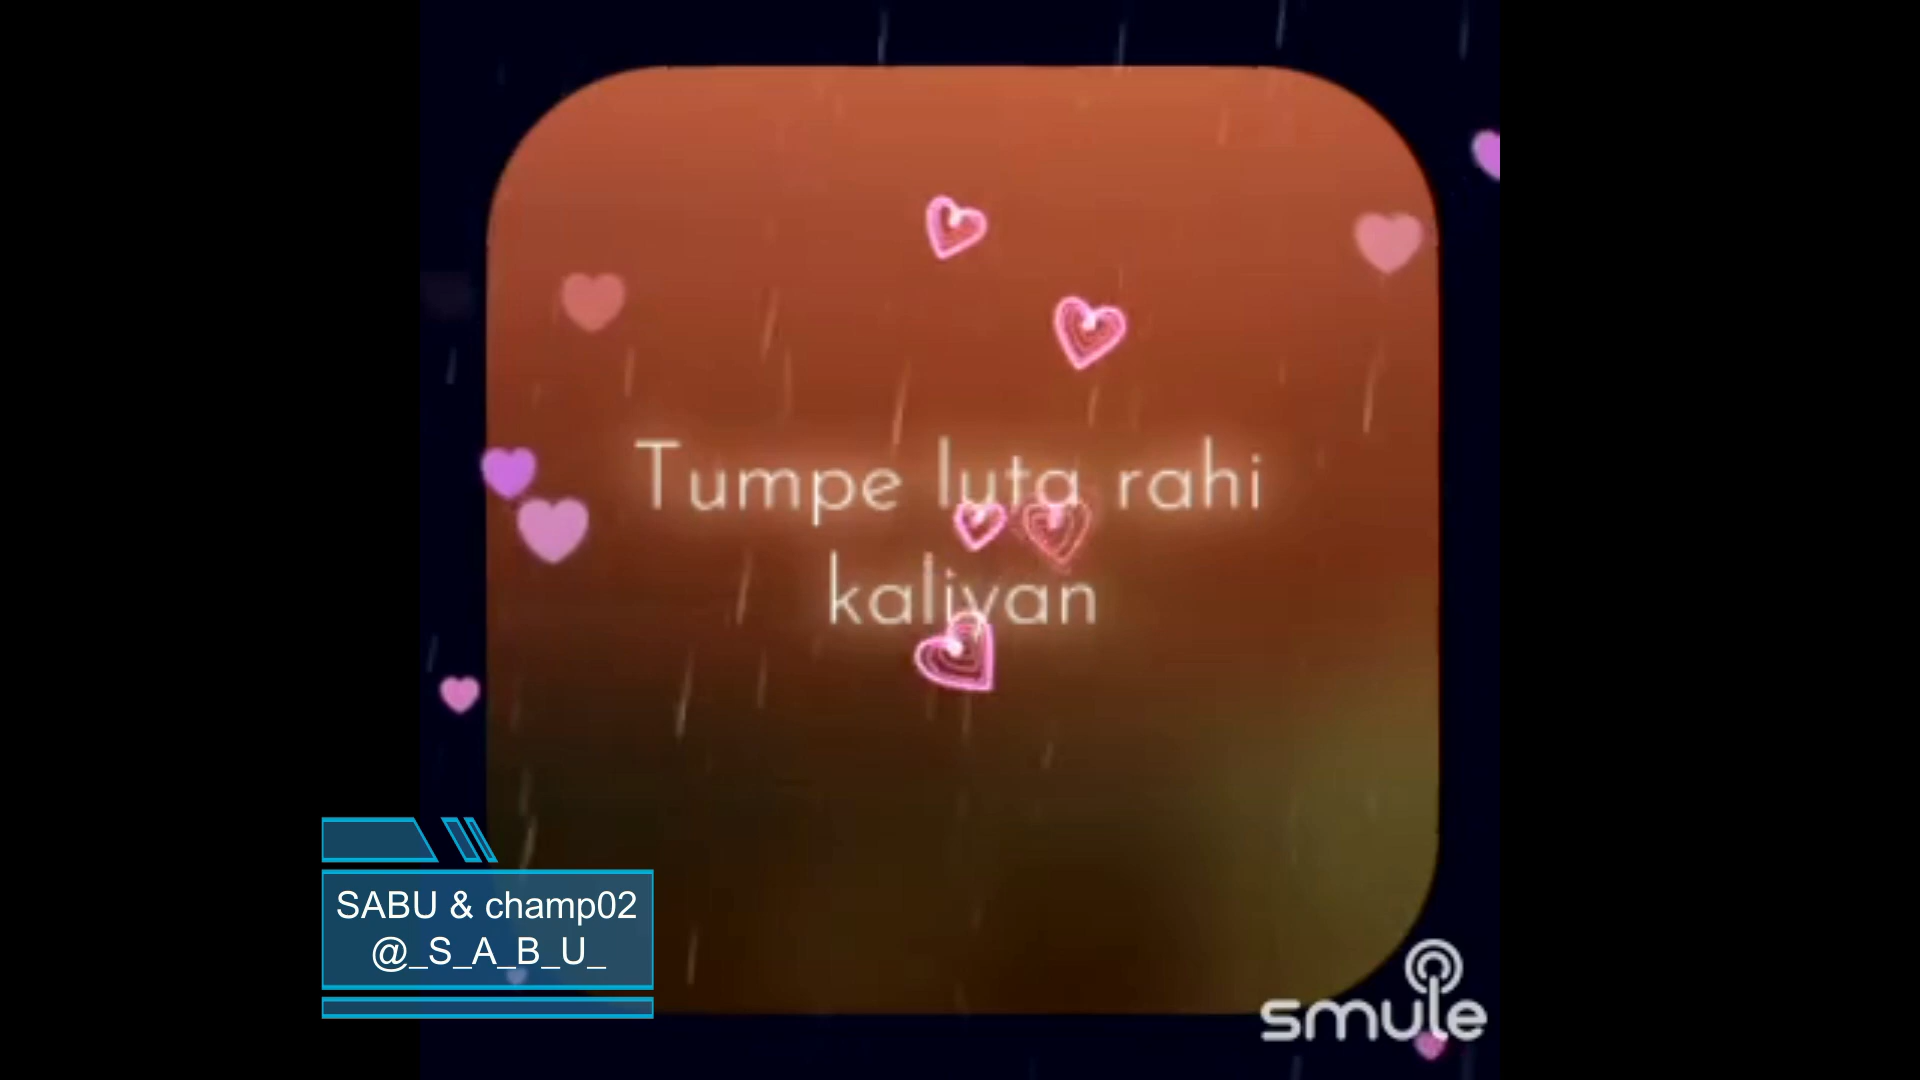 Tumpe luta rahi
kaliyan
SABU & champ02
@_S_A_B_U_
smule